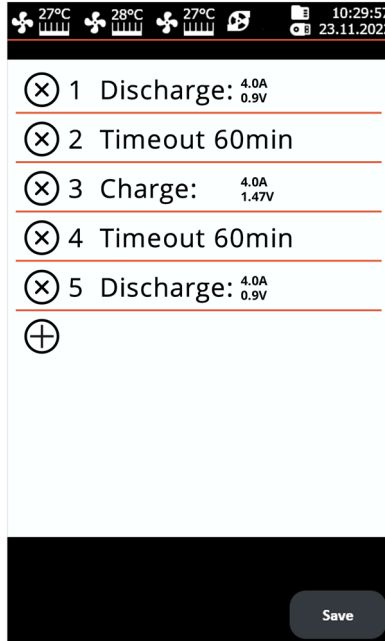 27°C 28°C 27°C 10:29:57
23.11.202
1 Discharge: 4.0A
0.9V
2 Timeout 60min
3 Charge: 4.0A
1.47V
4 Timeout 60min
5 Discharge: 4.0A
0.9V
Save